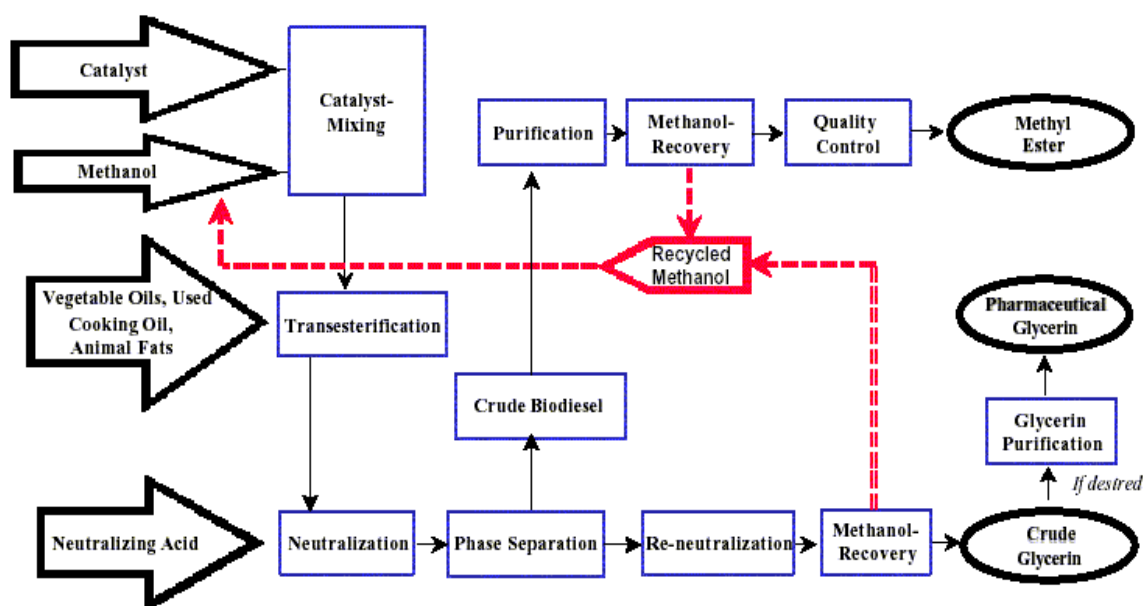 Catalyst
Catalyst-
Mixing
Methanol
Purification
Methanol-
Recovery
Quality
Control
Methyl
Ester
Recycled
Methanol
Vegetable Oils, Used
Cooking Oil,
Animal Fats
Transesterification
Pharmaceutical
Glycerin
Crude Biodiesel
Glycerin
Purification
If destred
Neutralizing Acid
Neutralization
Phase Separation
Re-neutralization
Methanol-
Recovery
Crude
Glycerin